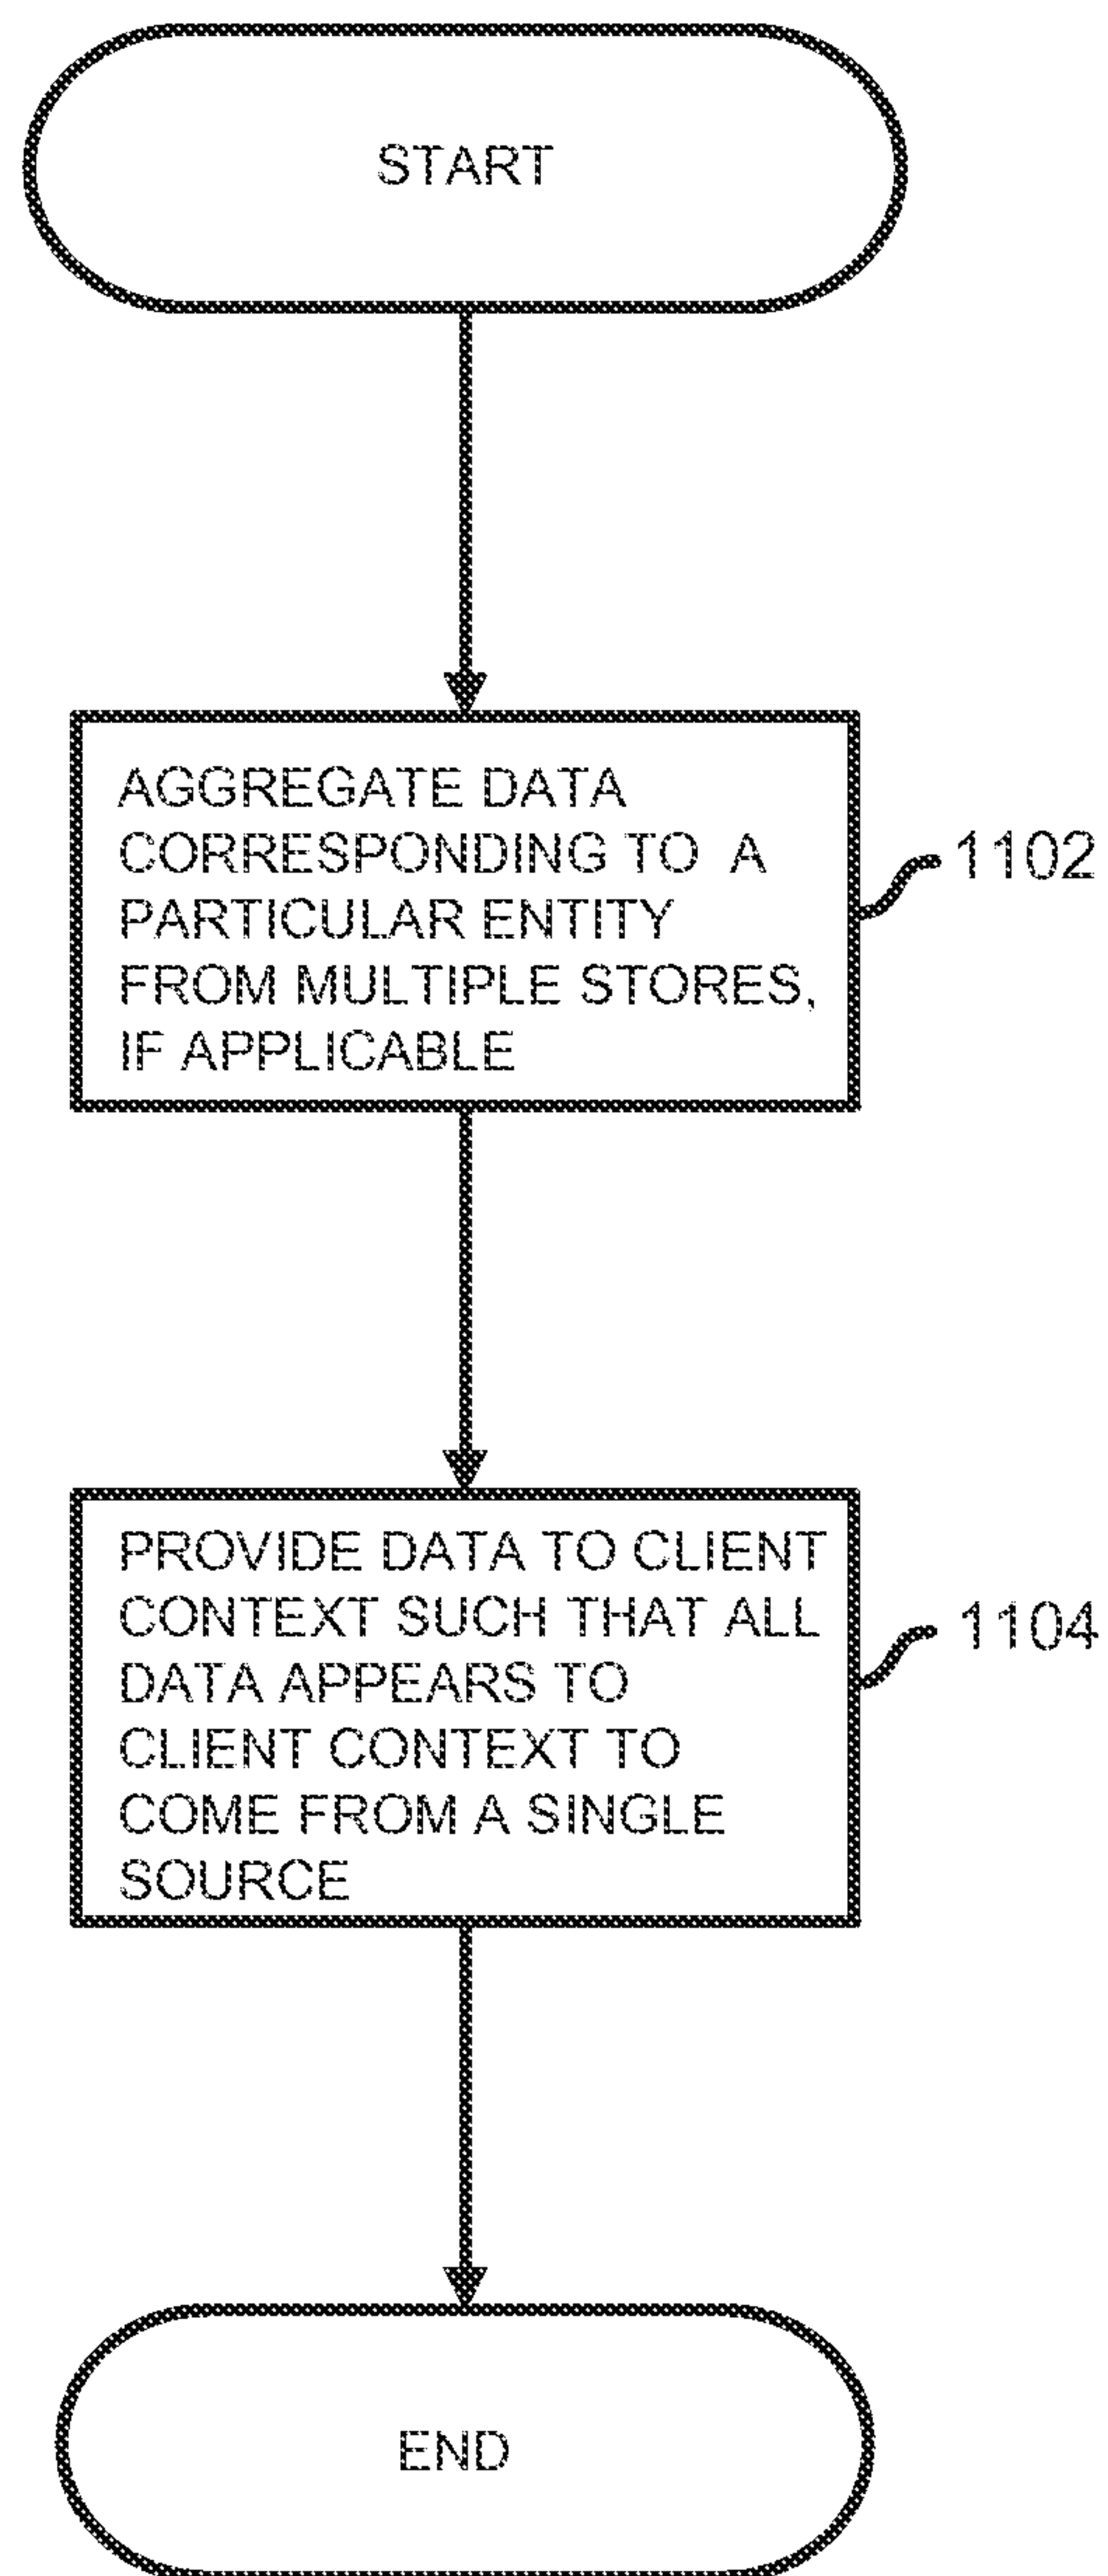 START
AGGREGATE DATA
CORRESPONDING TO A
PARTICULAR ENTITY
FROM MULTIPLE STORES,
IF APPLICABLE
1102
PROVIDE DATA TO CLIENT
CONTEXT SUCH THAT ALL
DATA APPEARS TO
CLIENT CONTEXT TO
COME FROM A SINGLE
SOURCE
1104
END